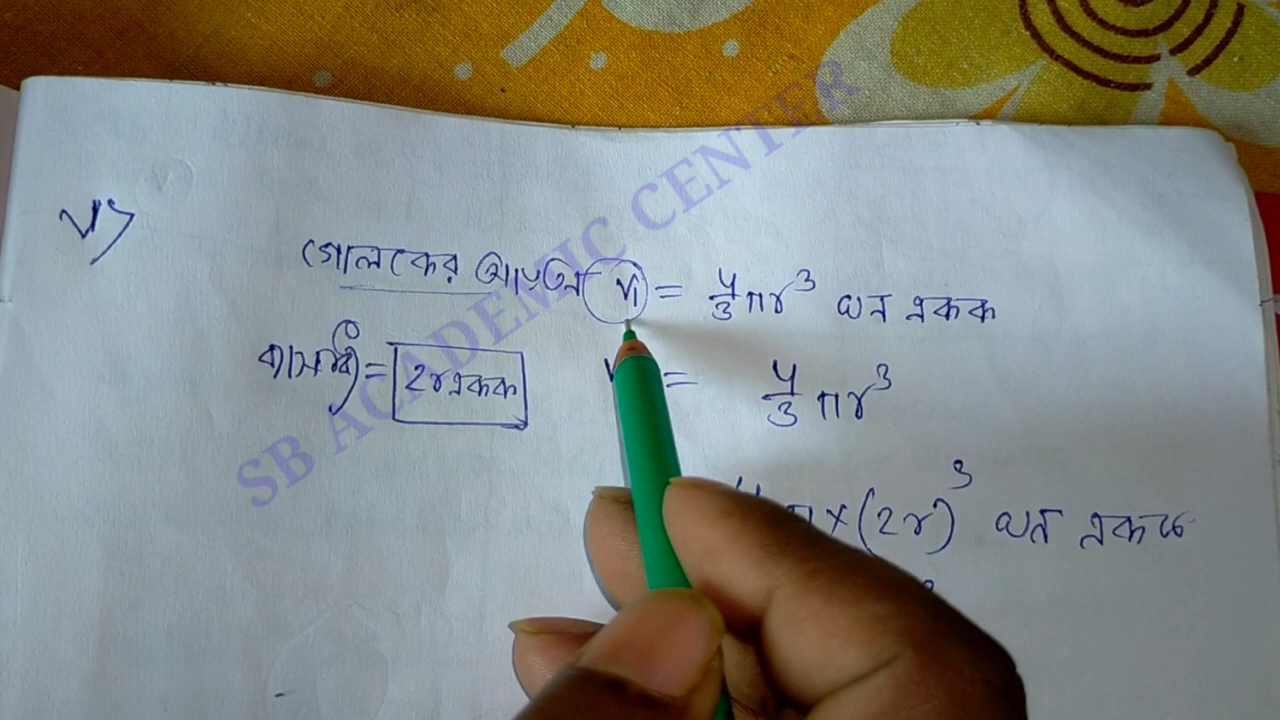 V)
গোলকের আয়তন V₁ = 4/3 πr³ ঘন একক
ব্যাসার্ধ = 2r একক = 4/3 πr³
π × (2r)³ ঘন একক
SB ACADEMIC CENTER